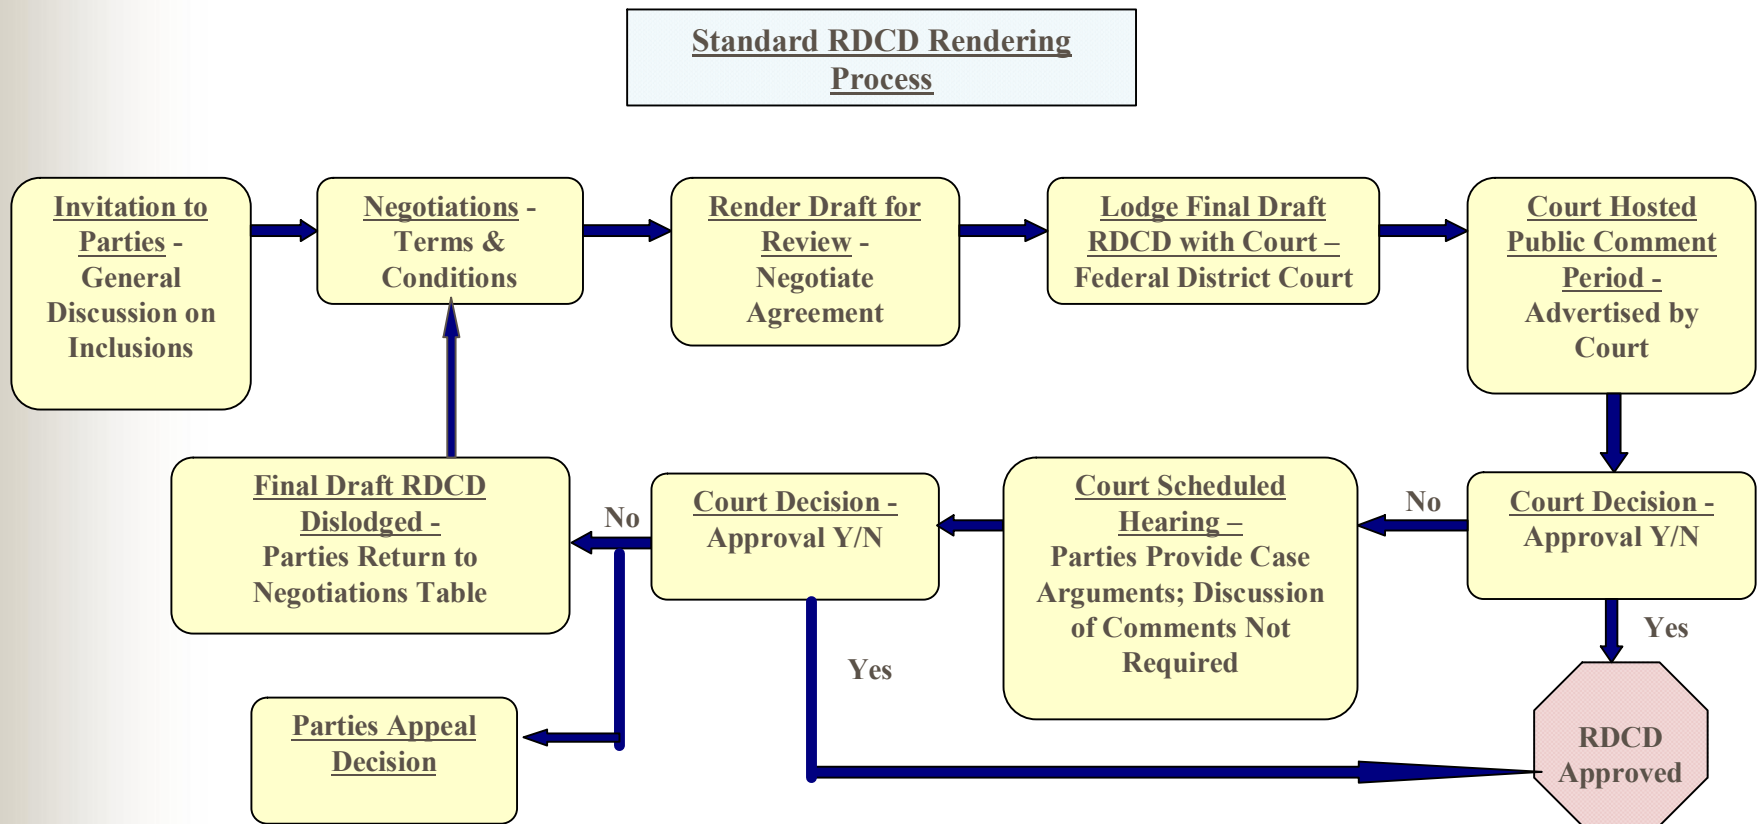 Standard RDCD Rendering
Process
Invitation to
Parties -
General
Discussion on
Inclusions
Negotiations -
Terms &
Conditions
Render Draft for
Review -
Negotiate
Agreement
Lodge Final Draft
RDCD with Court –
Federal District Court
Court Hosted
Public Comment
Period -
Advertised by
Court
Court Decision -
Approval Y/N
No
Yes
Court Scheduled
Hearing –
Parties Provide Case
Arguments; Discussion
of Comments Not
Required
Court Decision -
Approval Y/N
No
Yes
Final Draft RDCD
Dislodged -
Parties Return to
Negotiations Table
Parties Appeal
Decision
RDCD
Approved